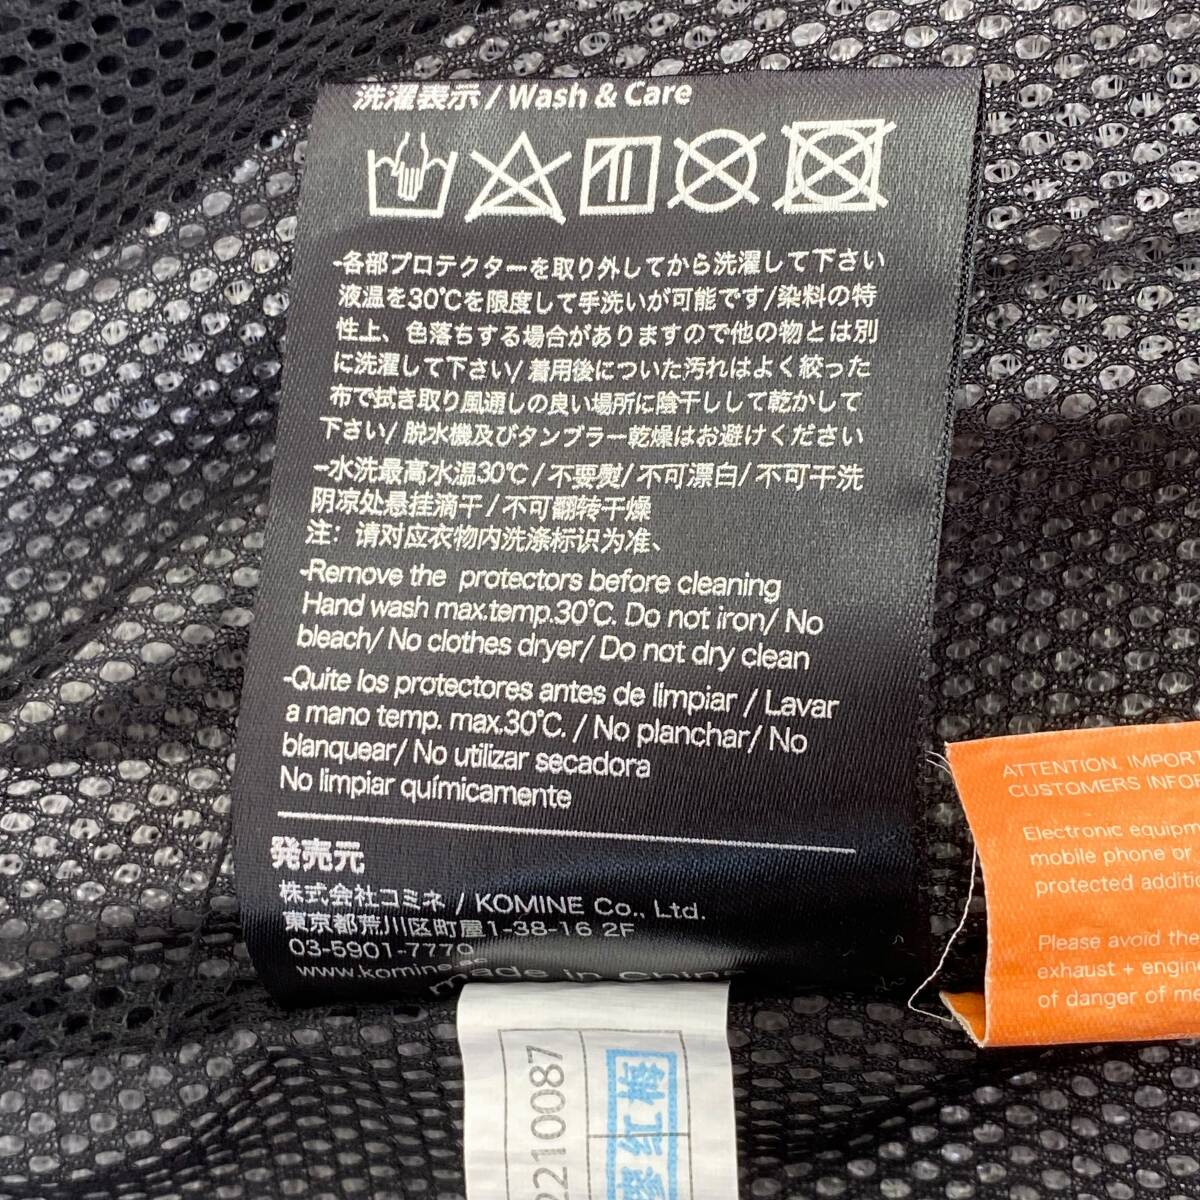 洗濯表示 / Wash & Care
-各部プロテクターを取り外してから洗濯して下さい
液温を30℃を限度して手洗いが可能です/染料の特
性上、色落ちする場合がありますので他の物とは別
に洗濯して下さい/ 着用後についた汚れはよく絞った
布で拭き取り風通しの良い場所に陰干しして乾かして
下さい/ 脱水機及びタンブラー乾燥はお避けください
-水洗最高水温30℃/不要熨/不可漂白/不可干洗
阴凉处悬挂滴干/不可翻转干燥
注：请对应衣物内洗涤标识为准、
-Remove the protectors before cleaning
Hand wash max.temp.30℃. Do not iron/ No
bleach/ No clothes dryer/ Do not dry clean
-Quite los protectores antes de limpiar / Lavar
a mano temp. max.30℃. / No planchar/ No
blanquear/ No utilizar secadora
No limpiar químicamente
発売元
株式会社コミネ / KOMINE Co., Ltd.
東京都荒川区町屋1-38-16 2F
03-5901-7779
www.komine
made in China
2210087
红梅
ATTENTION. IMPORT
CUSTOMERS INFOR
Electronic equipm
mobile phone or
protected additio
Please avoid the
exhaust + engine
of danger of me